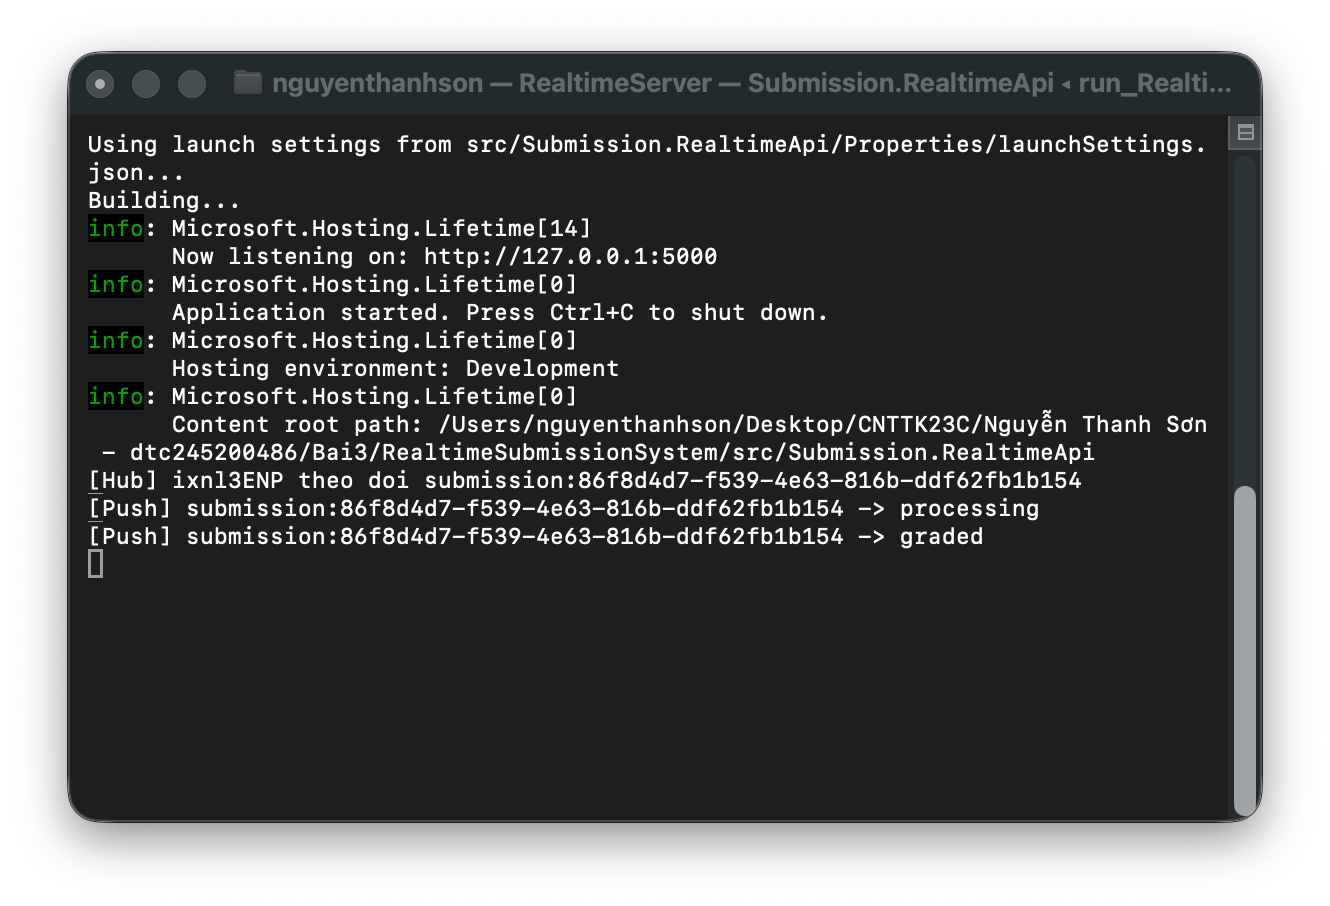 nguyenthanhson — RealtimeServer — Submission.RealtimeApi ◂ run_Realti...
Using launch settings from src/Submission.RealtimeApi/Properties/launchSettings.
json...
Building...
info: Microsoft.Hosting.Lifetime[14]
      Now listening on: http://127.0.0.1:5000
info: Microsoft.Hosting.Lifetime[0]
      Application started. Press Ctrl+C to shut down.
info: Microsoft.Hosting.Lifetime[0]
      Hosting environment: Development
info: Microsoft.Hosting.Lifetime[0]
      Content root path: /Users/nguyenthanhson/Desktop/CNTTK23C/Nguyễn Thanh Sơn
 - dtc245200486/Bai3/RealtimeSubmissionSystem/src/Submission.RealtimeApi
[Hub] ixnl3ENP theo doi submission:86f8d4d7-f539-4e63-816b-ddf62fb1b154
[Push] submission:86f8d4d7-f539-4e63-816b-ddf62fb1b154 -> processing
[Push] submission:86f8d4d7-f539-4e63-816b-ddf62fb1b154 -> graded